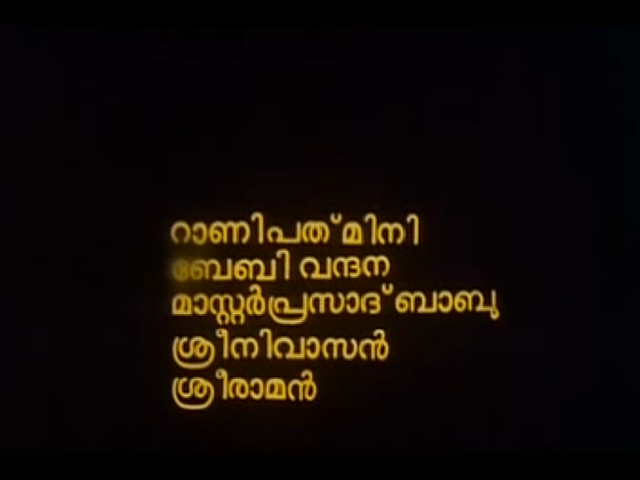 റാണിപത്മിനി
ബേബി വന്ദന
മാസ്റ്റർപ്രസാദ് ബാബു
ശ്രീനിവാസൻ
ശ്രീരാമൻ